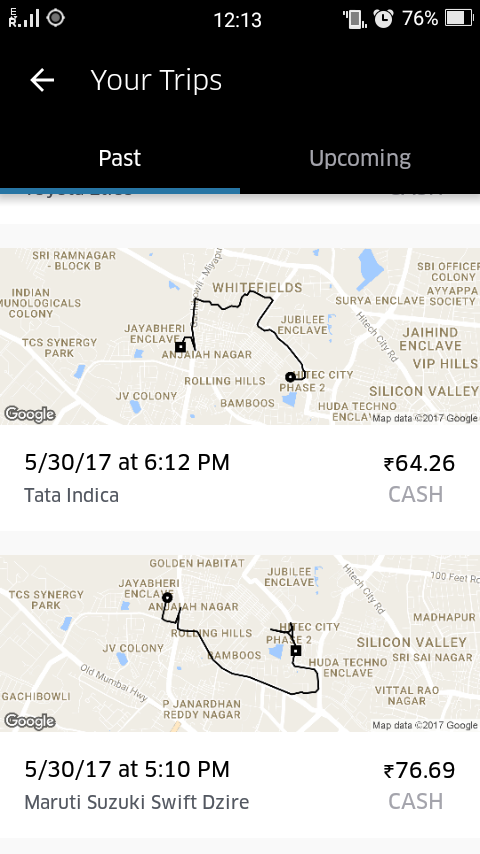 E
R
12:13
76%
Your Trips
Past
Upcoming
SRI RAMNAGAR
- BLOCK B
SBI OFFICER
COLONY
INDIAN
MUNOLOGICALS
COLONY
Gachibowli - Miyapur
WHITEFIELDS
AYYAPPA
SOCIETY
SURYA ENCLAVE
JAYABHERI
ENCLAVE
JUBILEE
ENCLAVE
Hitech City Rd
JAIHIND
ENCLAVE
TCS SYNERGY
PARK
ANJAIAH NAGAR
VIP HILLS
ROLLING HILLS
HITEC CITY
PHASE 2
SILICON VALLEY
JV COLONY
BAMBOOS
HUDA TECHNO
ENCLAVE
Google
Map data ©2017 Google
5/30/17 at 6:12 PM
₹64.26
Tata Indica
CASH
GOLDEN HABITAT
JUBILEE
ENCLAVE
Hitech City Rd
100 Feet Rd
JAYABHERI
ENCLAVE
TCS SYNERGY
PARK
ANJAIAH NAGAR
MADHAPUR
ROLLING HILLS
HITEC CITY
PHASE 2
JV COLONY
BAMBOOS
SILICON VALLEY
SRI SAI NAGAR
HUDA TECHNO
ENCLAVE
Old Mumbai Hwy
GACHIBOWLI
VITTAL RAO
NAGAR
P JANARDHAN
REDDY NAGAR
Google
Map data ©2017 Google
5/30/17 at 5:10 PM
₹76.69
Maruti Suzuki Swift Dzire
CASH